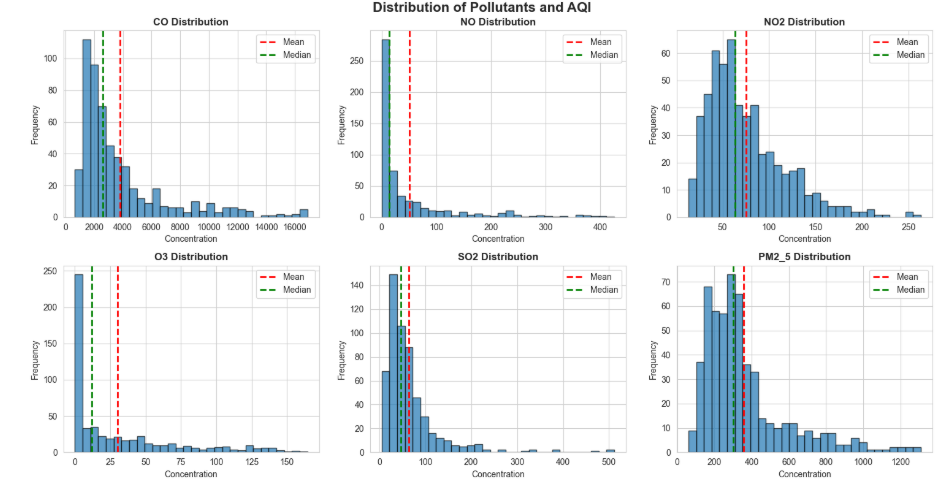 Distribution of Pollutants and AQI
CO Distribution
Frequency
100
80
60
40
20
0
0 2000 4000 6000 8000 10000 12000 14000 16000
Concentration
Mean
Median
NO Distribution
Frequency
250
200
150
100
50
0
0 100 200 300 400
Concentration
Mean
Median
NO2 Distribution
Frequency
60
50
40
30
20
10
0
50 100 150 200 250
Concentration
Mean
Median
O3 Distribution
Frequency
250
200
150
100
50
0
0 25 50 75 100 125 150
Concentration
Mean
Median
SO2 Distribution
Frequency
140
120
100
80
60
40
20
0
0 100 200 300 400 500
Concentration
Mean
Median
PM2_5 Distribution
Frequency
70
60
50
40
30
20
10
0
0 200 400 600 800 1000 1200
Concentration
Mean
Median